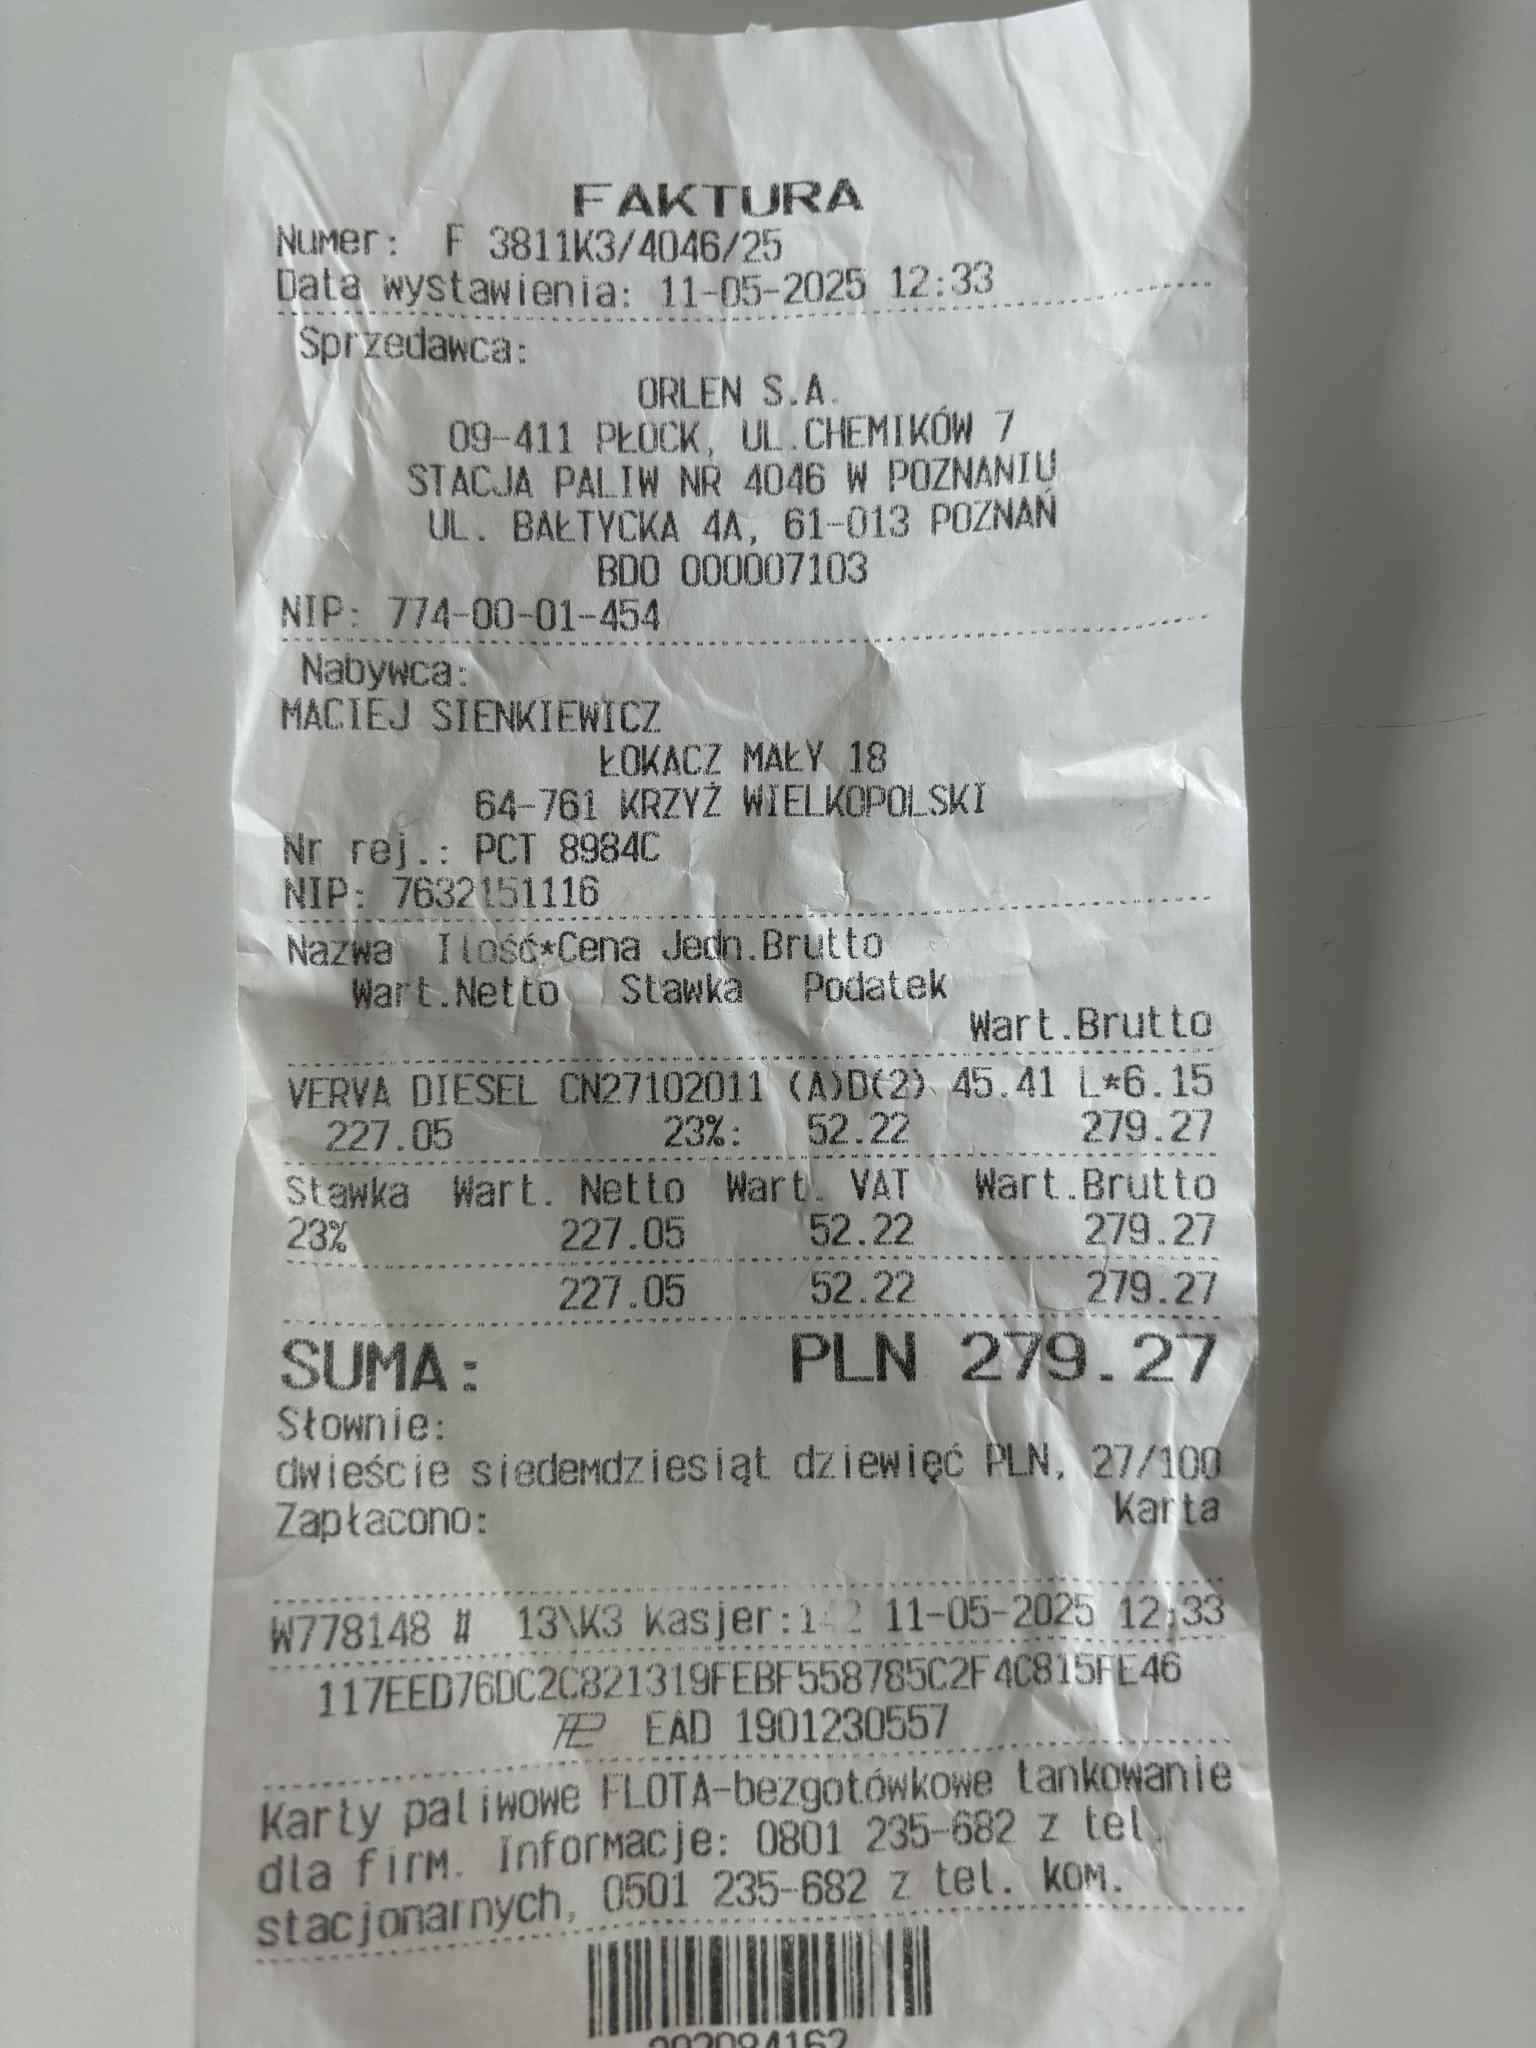 FAKTURA
Numer: F 3811K3/4046/25
Data wystawienia: 11-05-2025 12:33
Sprzedawca:
ORLEN S.A.
09-411 PŁOCK, UL.CHEMIKÓW 7
STACJA PALIW NR 4046 W POZNANIU
UL. BAŁTYCKA 4A, 61-013 POZNAŃ
BDO 000007103
NIP: 774-00-01-454
Nabywca:
MACIEJ SIENKIEWICZ
ŁOKACZ MAŁY 18
64-761 KRZYŻ WIELKOPOLSKI
Nr rej.: PCT 8984C
NIP: 7632151116
Nazwa Ilość*Cena Jedn.Brutto
Wart.Netto Stawka Podatek
Wart.Brutto
VERVA DIESEL CN27102011 (A)D(2) 45.41 L*6.15
227.05 23%: 52.22 279.27
Stawka Wart. Netto Wart. VAT Wart.Brutto
23% 227.05 52.22 279.27
227.05 52.22 279.27
SUMA: PLN 279.27
Słownie:
dwieście siedemdziesiąt dziewięć PLN, 27/100
Zapłacono: Karta
W778148 # 13\K3 Kasjer: 11-05-2025 12:33
117EED76DC2C821319FEBF558785C2F4C815FE46
EAD 1901230557
Karty paliwowe FLOTA-bezgotówkowe tankowanie
dla firm. Informacje: 0801 235-682 z tel.
stacjonarnych, 0501 235-682 z tel. kom.